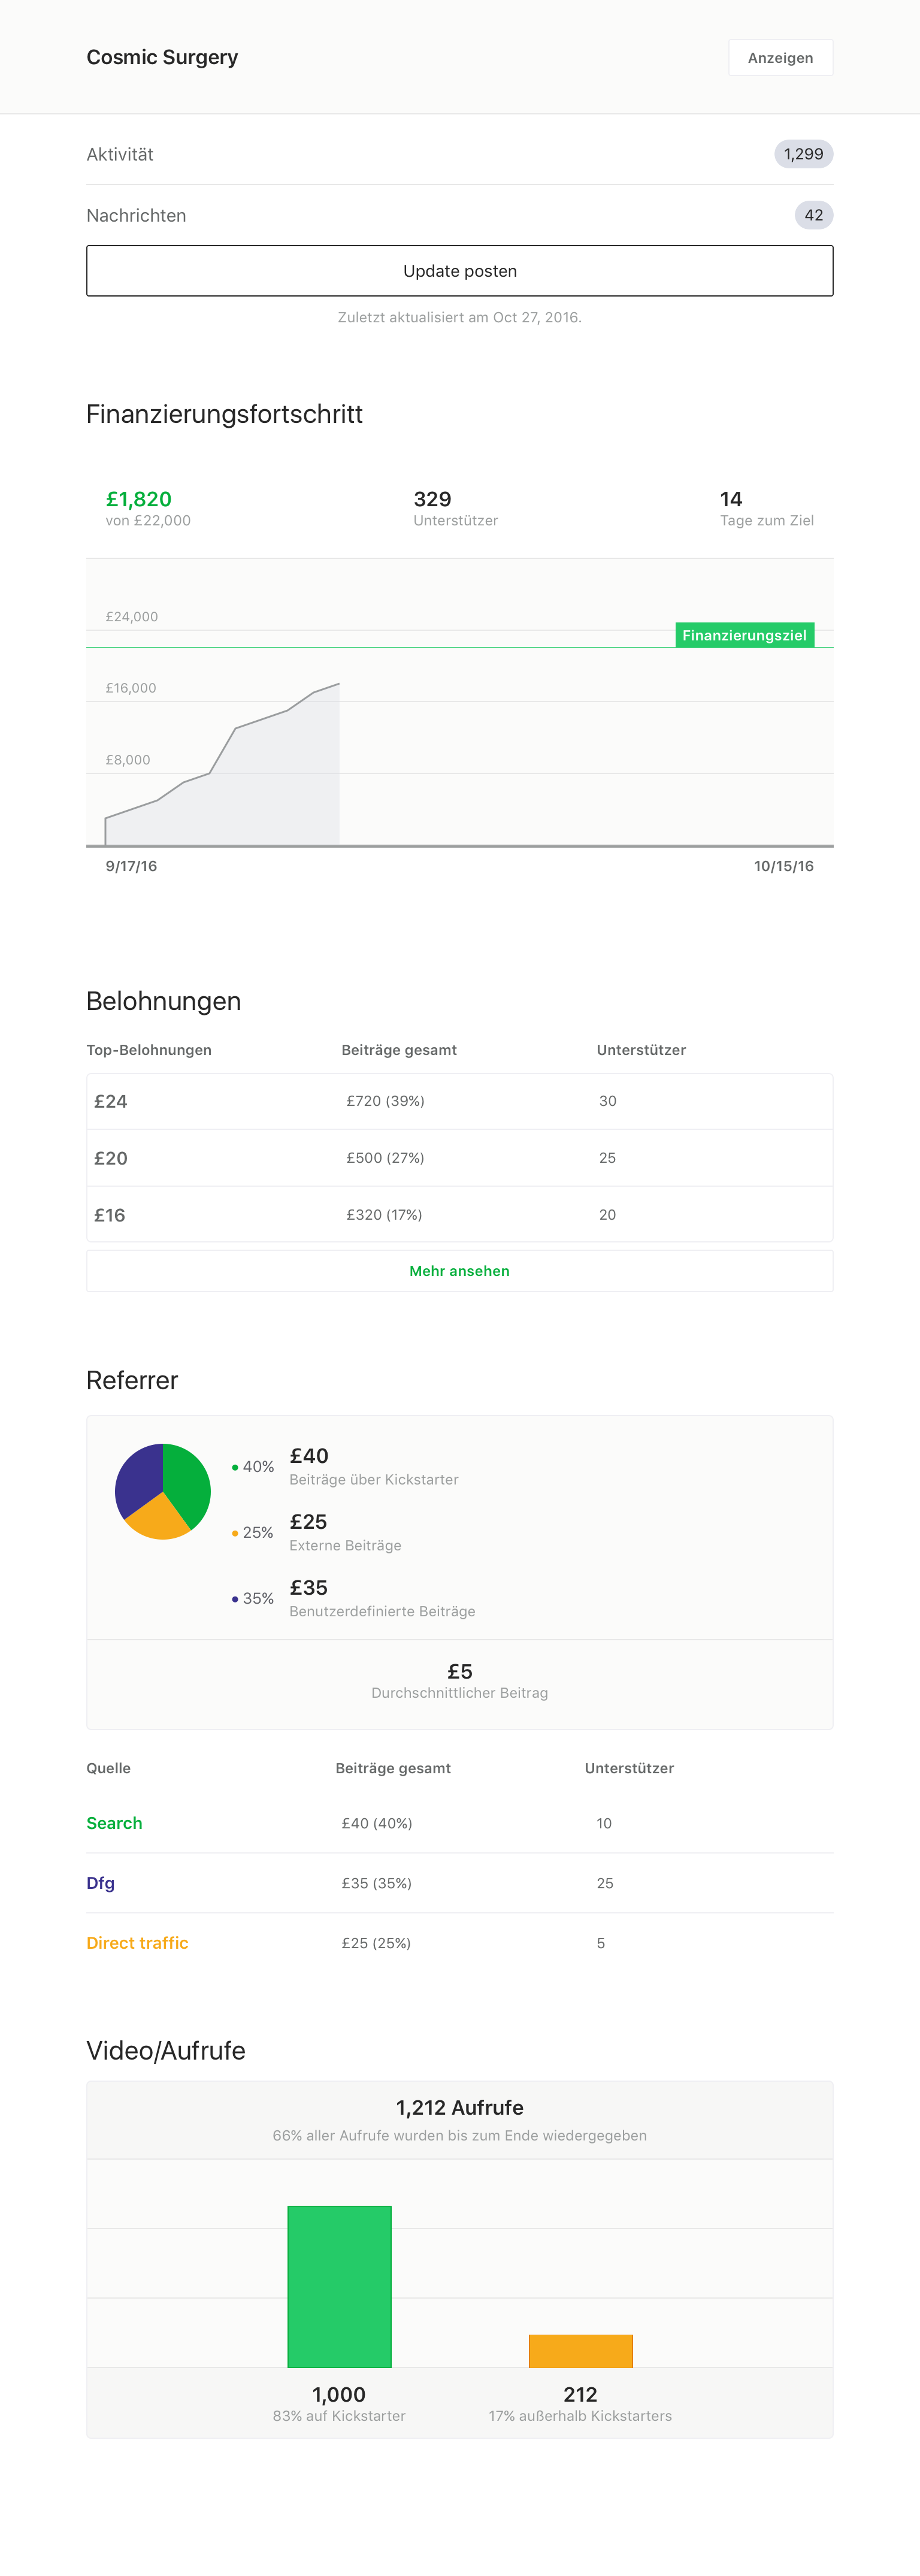 Cosmic Surgery
Anzeigen
Aktivität
1,299
Nachrichten
42
Update posten
Zuletzt aktualisiert am Oct 27, 2016.
Finanzierungsfortschritt
£1,820 329 14
von £22,000 Unterstützer Tage zum Ziel
£24,000
Finanzierungsziel
£16,000
£8,000
9/17/16 10/15/16
Belohnungen
Top-Belohnungen Beiträge gesamt Unterstützer
£24 £720 (39%) 30
£20 £500 (27%) 25
£16 £320 (17%) 20
Mehr ansehen
Referrer
40% £40
Beiträge über Kickstarter
25% £25
Externe Beiträge
35% £35
Benutzerdefinierte Beiträge
£5
Durchschnittlicher Beitrag
Quelle Beiträge gesamt Unterstützer
Search £40 (40%) 10
Dfg £35 (35%) 25
Direct traffic £25 (25%) 5
Video/Aufrufe
1,212 Aufrufe
66% aller Aufrufe wurden bis zum Ende wiedergegeben
1,000 212
83% auf Kickstarter 17% außerhalb Kickstarters